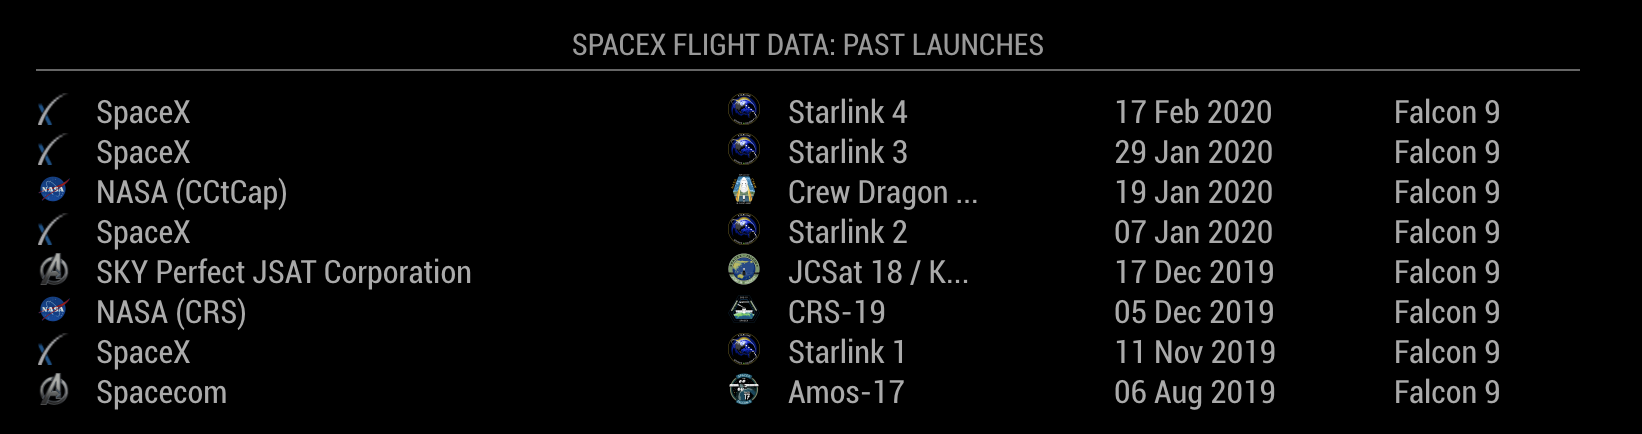 SPACEX FLIGHT DATA: PAST LAUNCHES
SpaceX Starlink 4 17 Feb 2020 Falcon 9
SpaceX Starlink 3 29 Jan 2020 Falcon 9
NASA (CCtCap) Crew Dragon ... 19 Jan 2020 Falcon 9
SpaceX Starlink 2 07 Jan 2020 Falcon 9
SKY Perfect JSAT Corporation JCSat 18 / K... 17 Dec 2019 Falcon 9
NASA (CRS) CRS-19 05 Dec 2019 Falcon 9
SpaceX Starlink 1 11 Nov 2019 Falcon 9
Spacecom Amos-17 06 Aug 2019 Falcon 9